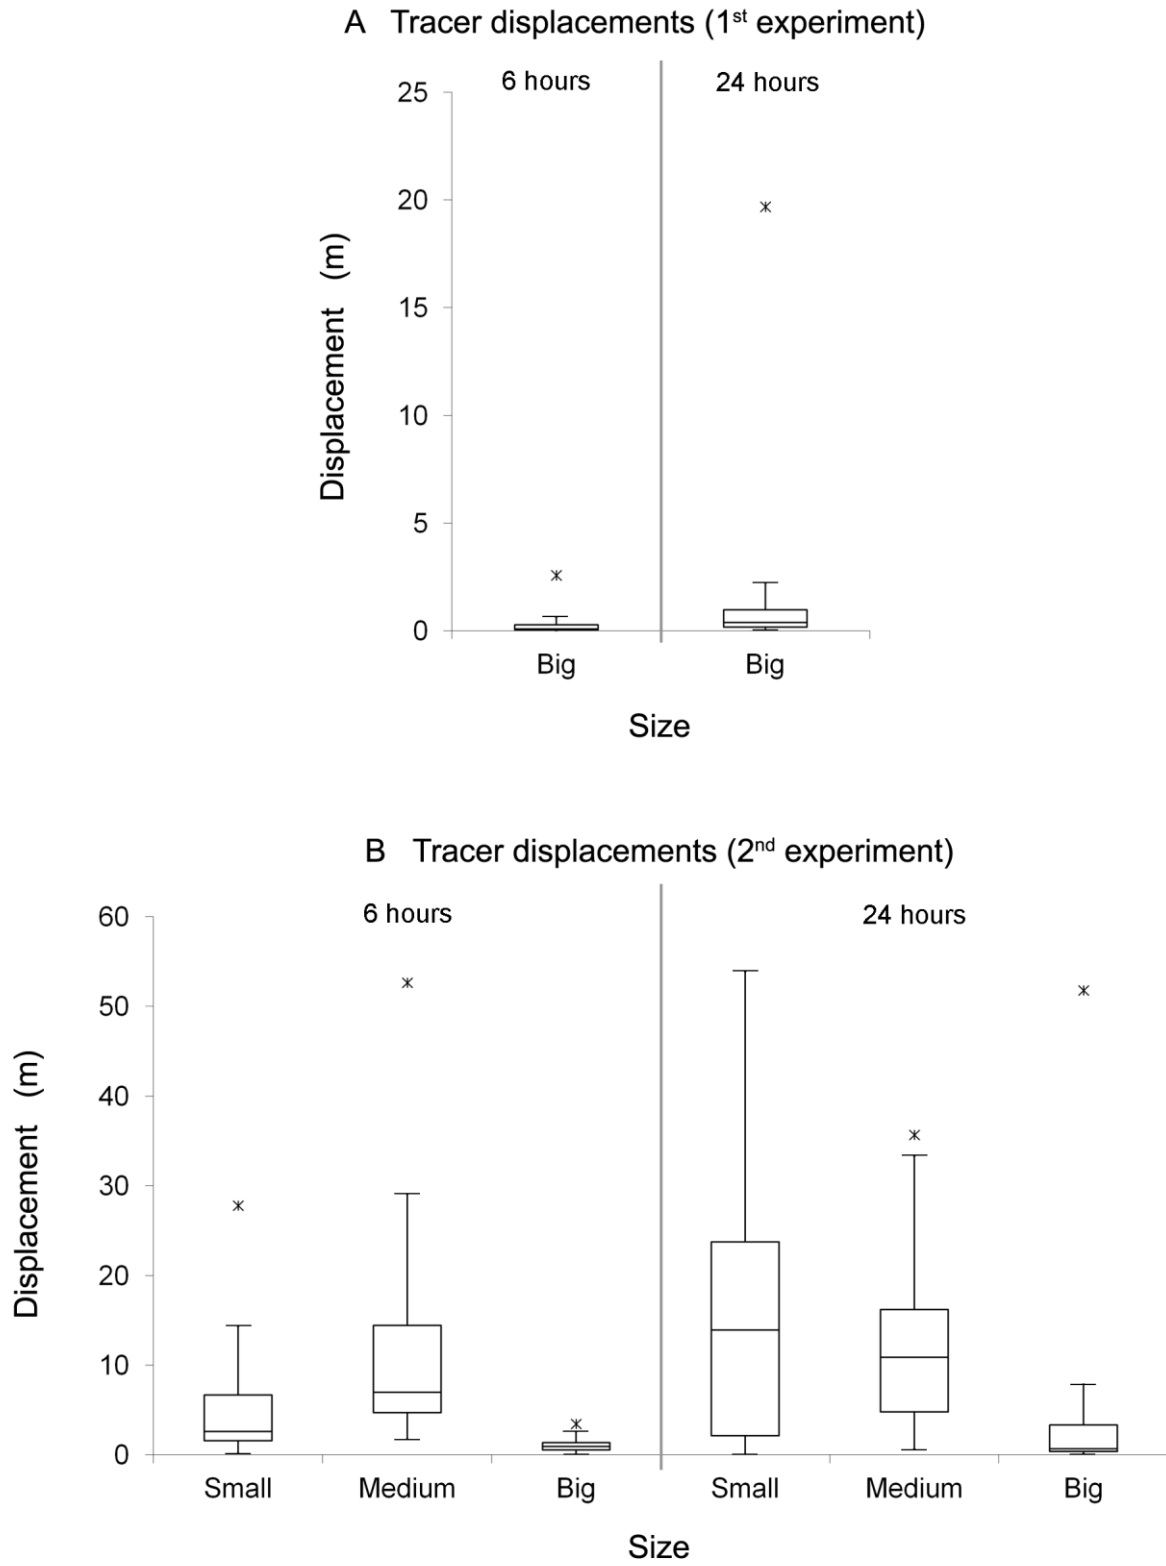 A Tracer displacements (1st experiment)
6 hours
24 hours
25
20
15
10
5
0
Displacement (m)
Big
Big
Size
B Tracer displacements (2nd experiment)
6 hours
24 hours
60
50
40
30
20
10
0
Displacement (m)
Small
Medium
Big
Small
Medium
Big
Size